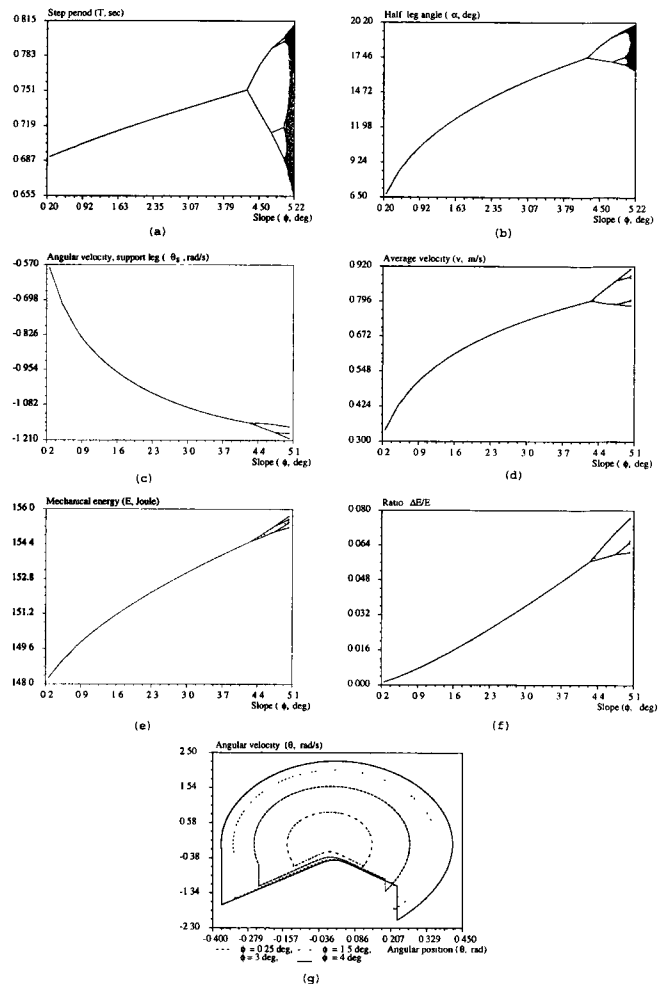 Step period (T, sec)
0.815
0.783
0.751
0.719
0.687
0.655
0.20 0.92 1.63 2.35 3.07 3.79 4.50 5.22
Slope ( ϕ, deg)
(a)
Half leg angle ( α, deg)
20.20
17.46
14.72
11.98
9.24
6.50
0.20 0.92 1.63 2.35 3.07 3.79 4.50 5.22
Slope ( ϕ, deg)
(b)
Angular velocity, support leg ( θs , rad/s)
-0.570
-0.698
-0.826
-0.954
-1.082
-1.210
0.2 0.9 1.6 2.3 3.0 3.7 4.4 5.1
Slope (ϕ, deg)
(c)
Average velocity (v, m/s)
0.920
0.796
0.672
0.548
0.424
0.300
0.2 0.9 1.6 2.3 3.0 3.7 4.4 5.1
Slope (ϕ, deg)
(d)
Mechanical energy (E, Joule)
156.0
154.4
152.8
151.2
149.6
148.0
0.2 0.9 1.6 2.3 3.0 3.7 4.4 5.1
Slope (ϕ, deg)
(e)
Ratio ΔE/E
0.080
0.064
0.048
0.032
0.016
0.000
0.2 0.9 1.6 2.3 3.0 3.7 4.4 5.1
Slope (ϕ, deg)
(f)
Angular velocity (θ, rad/s)
2.50
1.54
0.58
-0.38
-1.34
-2.30
-0.400 -0.279 -0.157 -0.036 0.086 0.207 0.329 0.450
ϕ = 0.25 deg, ϕ = 1.5 deg, Angular position (θ, rad)
ϕ = 3 deg, ϕ = 4 deg
(g)